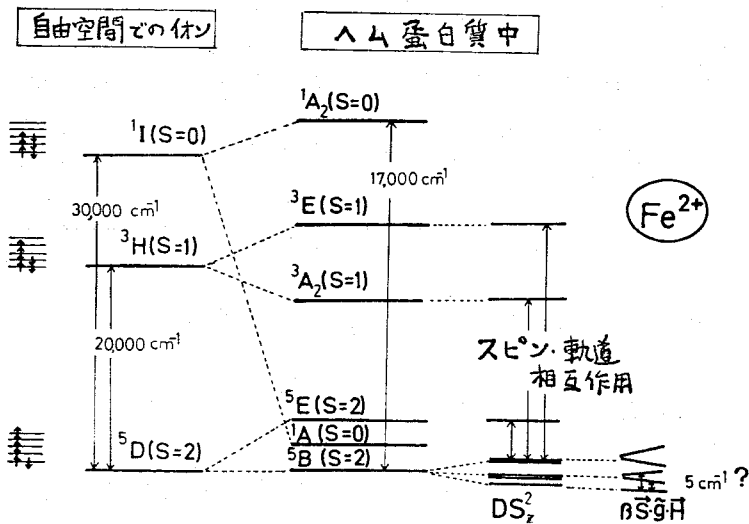 自由空間でのイオン
ヘム蛋白質中
¹A₂(S=0)
¹I(S=0)
17,000 cm⁻¹
30,000 cm⁻¹
³E(S=1)
Fe²⁺
³H(S=1)
³A₂(S=1)
20,000 cm⁻¹
スピン・軌道
相互作用
⁵E(S=2)
¹A(S=0)
⁵D(S=2)
⁵B(S=2)
5 cm⁻¹?
DS_z²
βS⃗·g̃·H⃗